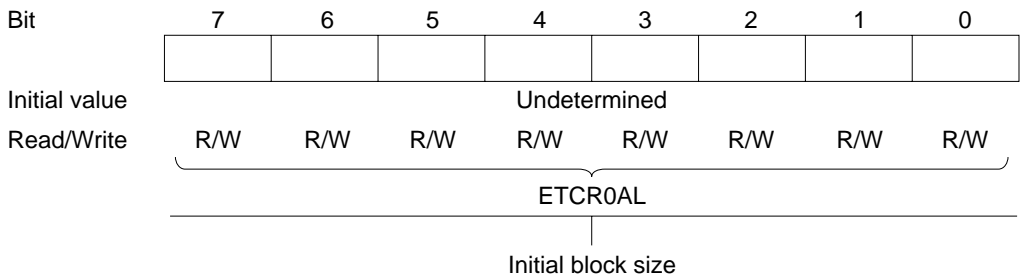 Bit 7 6 5 4 3 2 1 0
Initial value Undetermined
Read/Write R/W R/W R/W R/W R/W R/W R/W R/W
ETCR0AL
Initial block size